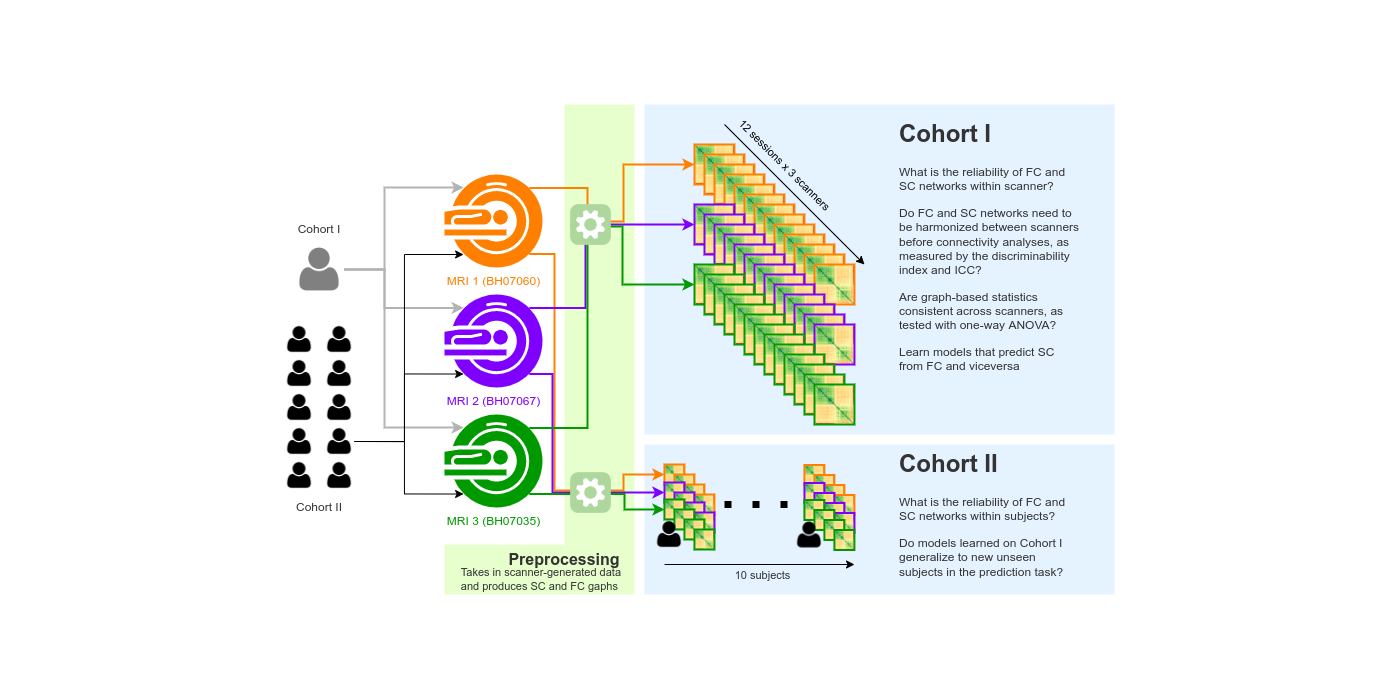 Cohort I
Cohort II
MRI 1 (BH07060)
MRI 2 (BH07067)
MRI 3 (BH07035)
Preprocessing
Takes in scanner-generated data
and produces SC and FC gaphs
12 sessions x 3 scanners
Cohort I
What is the reliability of FC and
SC networks within scanner?
Do FC and SC networks need to
be harmonized between scanners
before connectivity analyses, as
measured by the discriminability
index and ICC?
Are graph-based statistics
consistent across scanners, as
tested with one-way ANOVA?
Learn models that predict SC
from FC and viceversa
10 subjects
Cohort II
What is the reliability of FC and
SC networks within subjects?
Do models learned on Cohort I
generalize to new unseen
subjects in the prediction task?